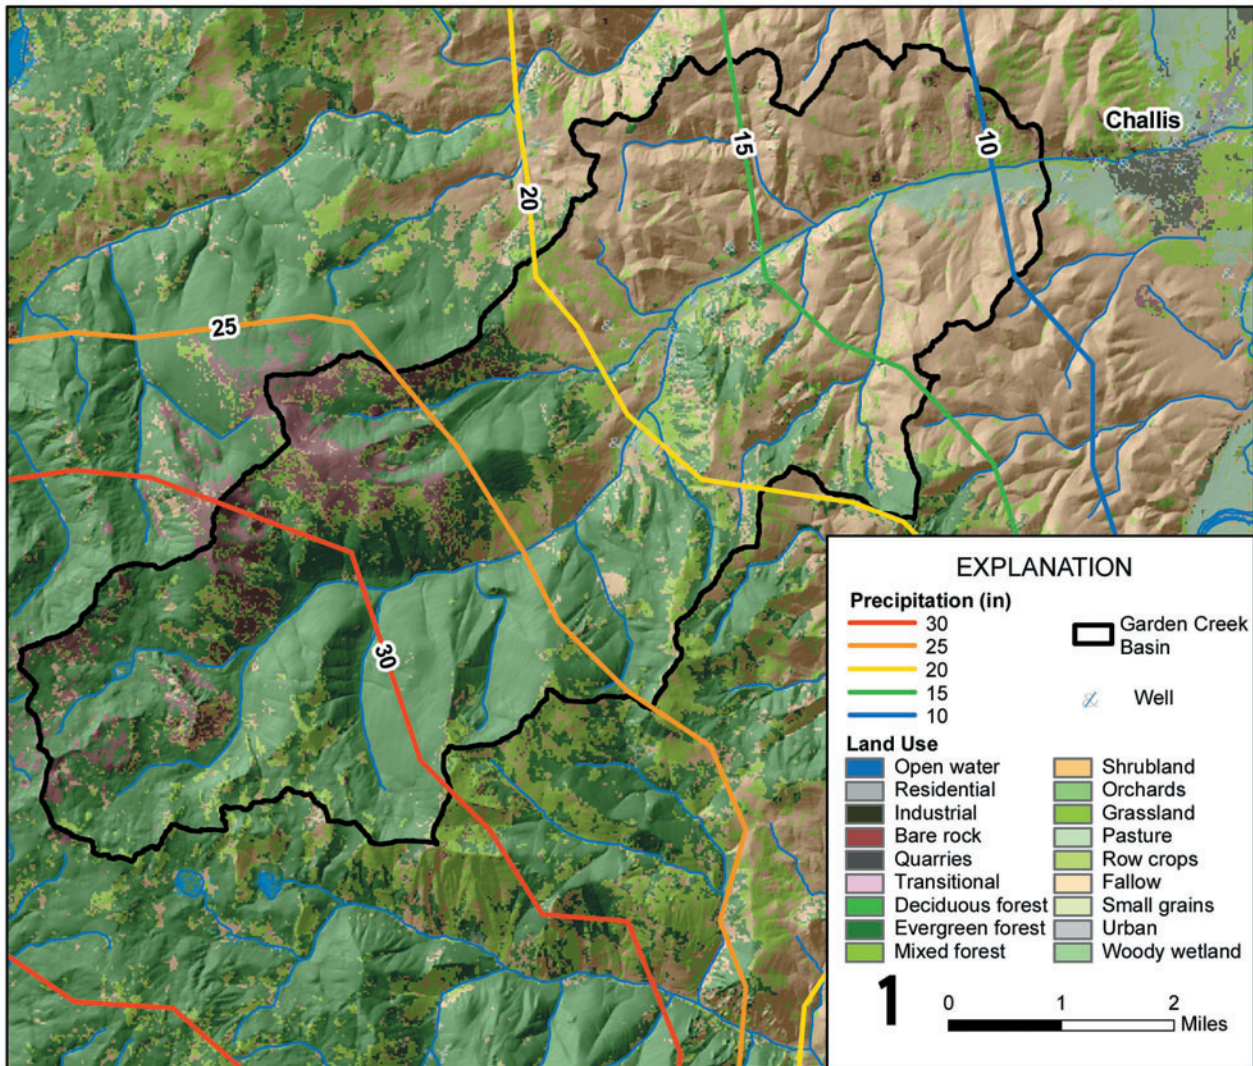 Challis
15
10
20
25
30
EXPLANATION
Precipitation (in)
30
25
20
15
10
Garden Creek
Basin
Well
Land Use
Open water
Residential
Industrial
Bare rock
Quarries
Transitional
Deciduous forest
Evergreen forest
Mixed forest
Shrubland
Orchards
Grassland
Pasture
Row crops
Fallow
Small grains
Urban
Woody wetland
1
0 1 2
Miles